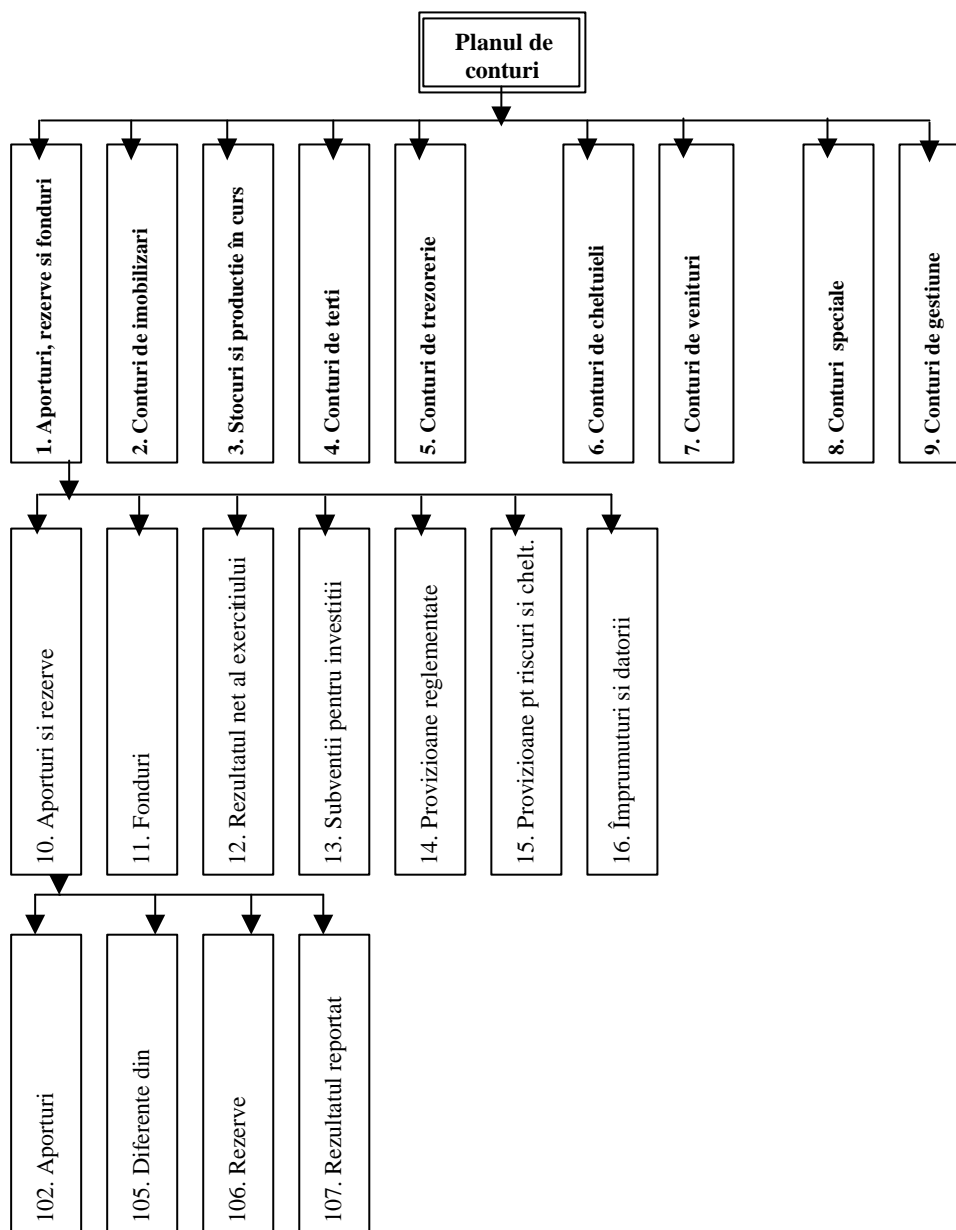 Planul de
conturi
1. Aporturi, rezerve si fonduri
2. Conturi de imobilizari
3. Stocuri si productie în curs
4. Conturi de terti
5. Conturi de trezorerie
6. Conturi de cheltuieli
7. Conturi de venituri
8. Conturi speciale
9. Conturi de gestiune
10. Aporturi si rezerve
11. Fonduri
12. Rezultatul net al exercitiului
13. Subventii pentru investitii
14. Provizioane reglementate
15. Provizioane pt riscuri si chelt.
16. Împrumuturi si datorii
102. Aporturi
105. Diferente din
106. Rezerve
107. Rezultatul reportat